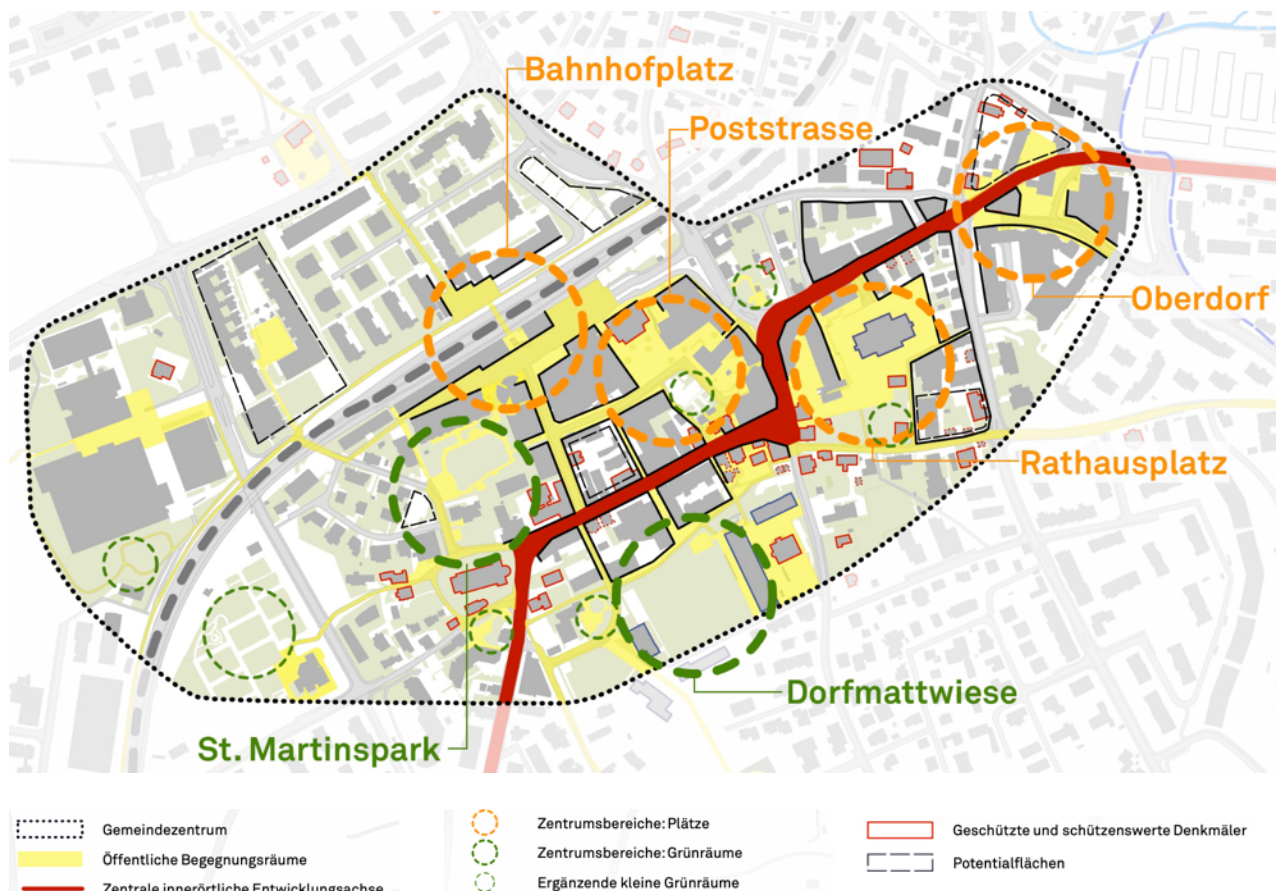 Bahnhofplatz
Poststrasse
Oberdorf
Rathausplatz
Dorfmattwiese
St. Martinspark
Gemeindezentrum
Öffentliche Begegnungsräume
Zentrale innerörtliche Entwicklungsachse
Zentrumsbereiche: Plätze
Zentrumsbereiche: Grünräume
Ergänzende kleine Grünräume
Geschützte und schützenswerte Denkmäler
Potentialflächen